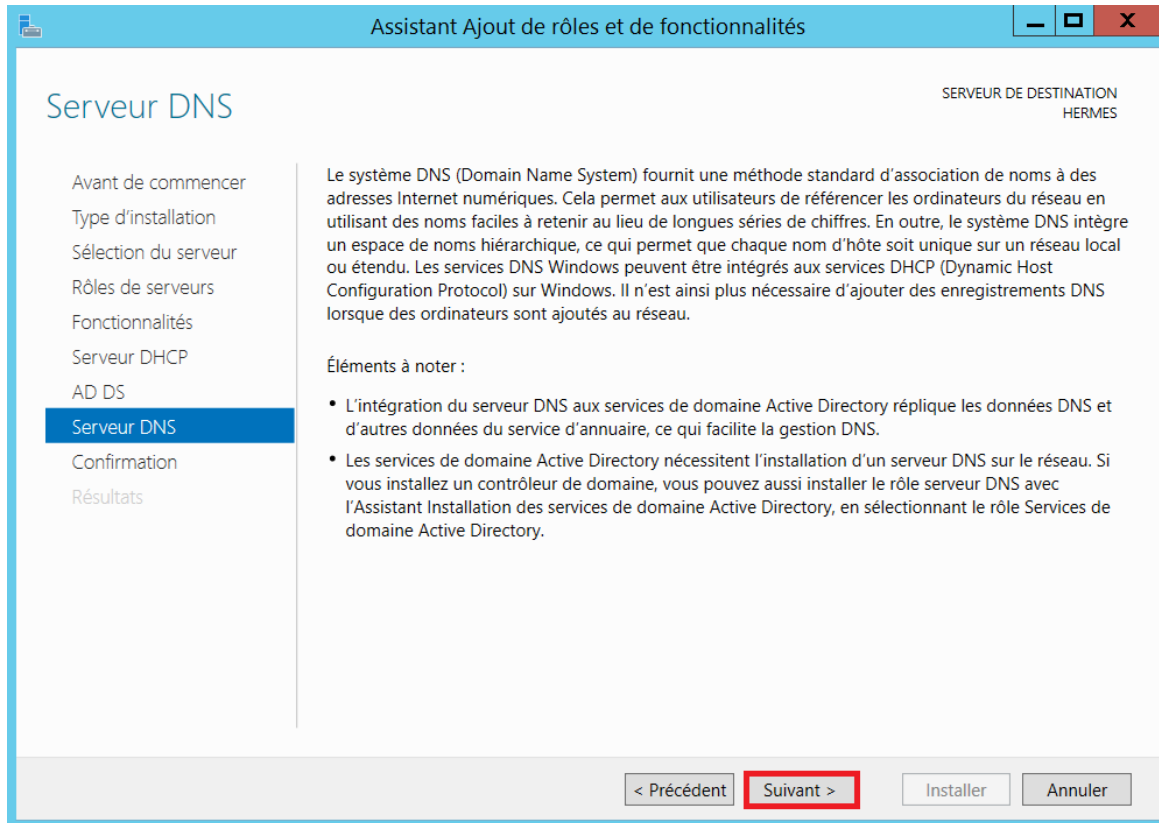 Assistant Ajout de rôles et de fonctionnalités
Serveur DNS
SERVEUR DE DESTINATION
HERMES
Avant de commencer
Type d'installation
Sélection du serveur
Rôles de serveurs
Fonctionnalités
Serveur DHCP
AD DS
Serveur DNS
Confirmation
Résultats
Le système DNS (Domain Name System) fournit une méthode standard d'association de noms à des
adresses Internet numériques. Cela permet aux utilisateurs de référencer les ordinateurs du réseau en
utilisant des noms faciles à retenir au lieu de longues séries de chiffres. En outre, le système DNS intègre
un espace de noms hiérarchique, ce qui permet que chaque nom d'hôte soit unique sur un réseau local
ou étendu. Les services DNS Windows peuvent être intégrés aux services DHCP (Dynamic Host
Configuration Protocol) sur Windows. Il n'est ainsi plus nécessaire d'ajouter des enregistrements DNS
lorsque des ordinateurs sont ajoutés au réseau.
Éléments à noter :
• L'intégration du serveur DNS aux services de domaine Active Directory réplique les données DNS et
d'autres données du service d'annuaire, ce qui facilite la gestion DNS.
• Les services de domaine Active Directory nécessitent l'installation d'un serveur DNS sur le réseau. Si
vous installez un contrôleur de domaine, vous pouvez aussi installer le rôle serveur DNS avec
l'Assistant Installation des services de domaine Active Directory, en sélectionnant le rôle Services de
domaine Active Directory.
< Précédent
Suivant >
Installer
Annuler